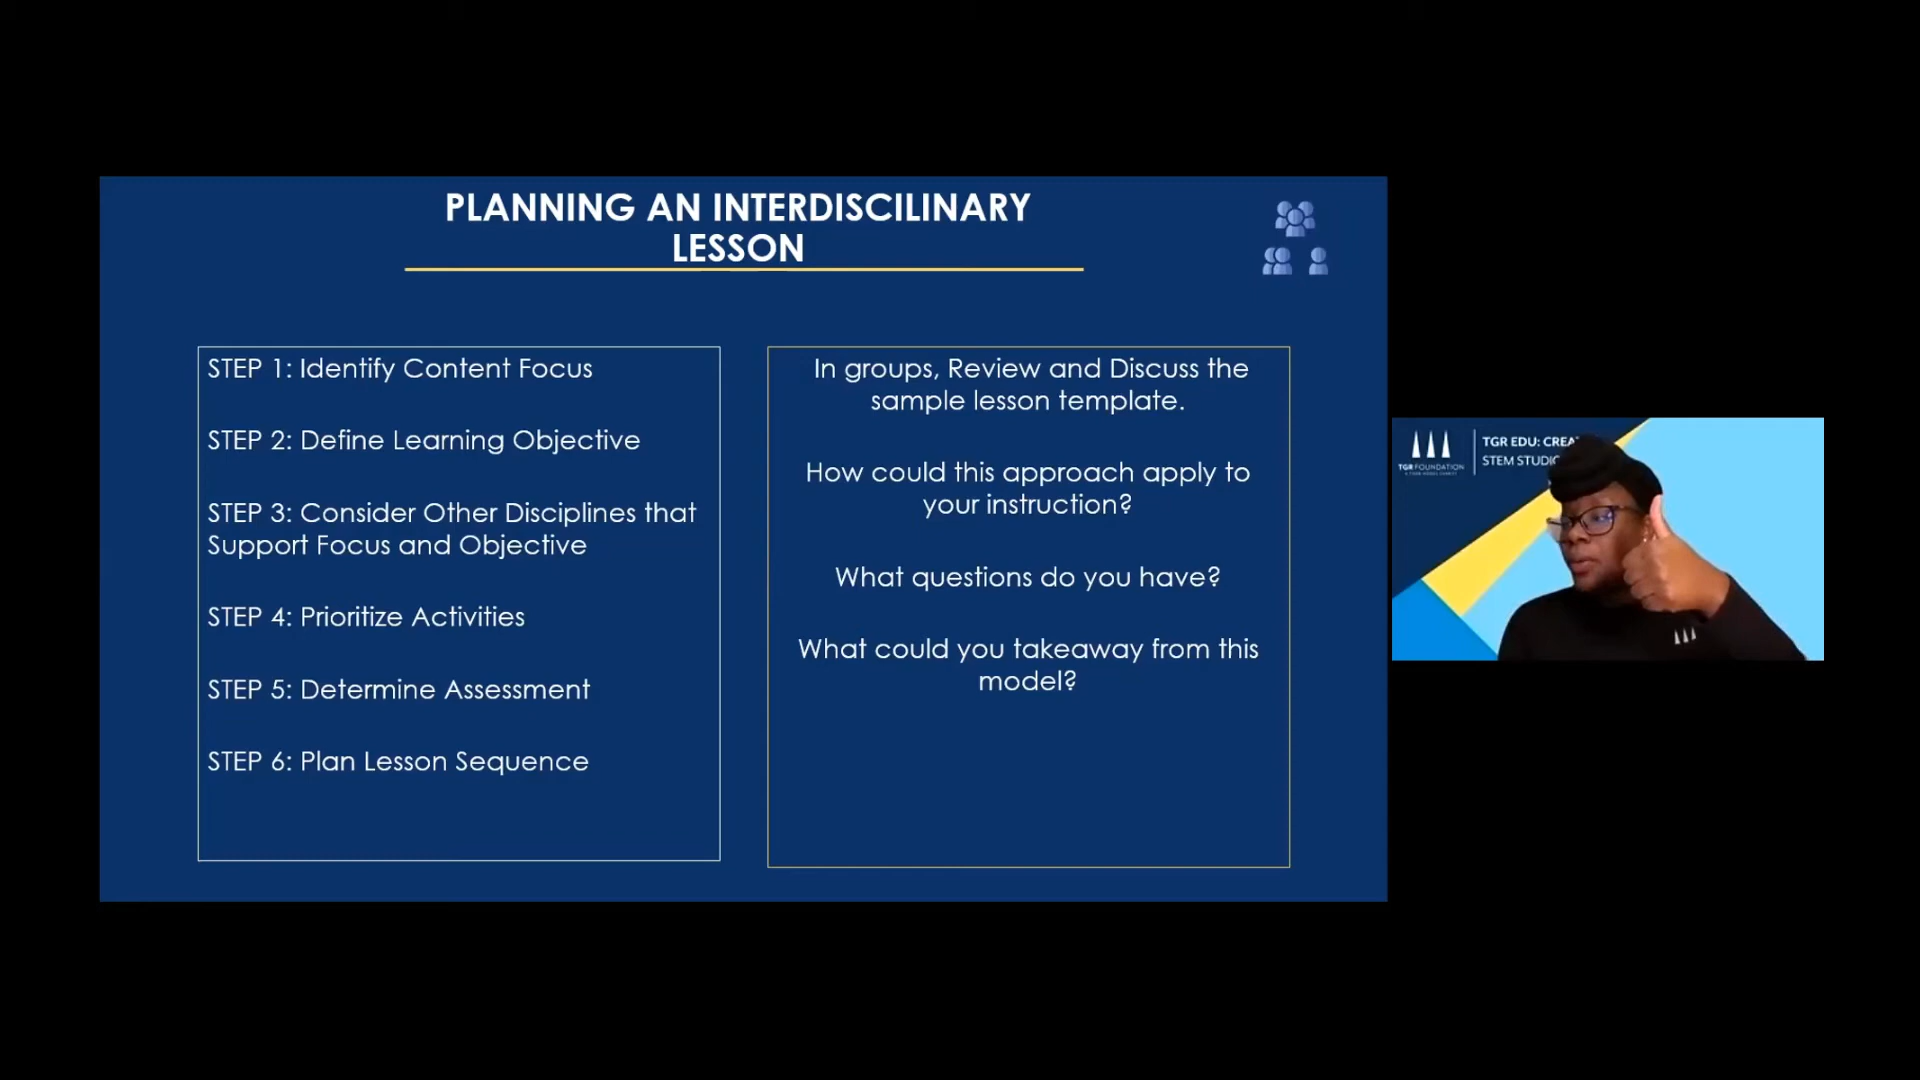 PLANNING AN INTERDISCILINARY
LESSON
STEP 1: Identify Content Focus
STEP 2: Define Learning Objective
STEP 3: Consider Other Disciplines that
Support Focus and Objective
STEP 4: Prioritize Activities
STEP 5: Determine Assessment
STEP 6: Plan Lesson Sequence
In groups, Review and Discuss the
sample lesson template.
How could this approach apply to
your instruction?
What questions do you have?
What could you takeaway from this
model?
TGR FOUNDATION
TGR EDU: CREA
STEM STUDIO